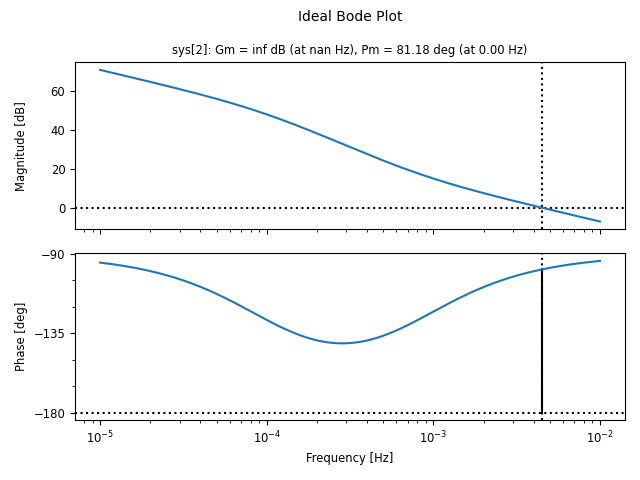 Ideal Bode Plot
sys[2]: Gm = inf dB (at nan Hz), Pm = 81.18 deg (at 0.00 Hz)
Magnitude [dB]
60
40
20
0
Phase [deg]
−90
−135
−180
10⁻⁵
10⁻⁴
10⁻³
10⁻²
Frequency [Hz]